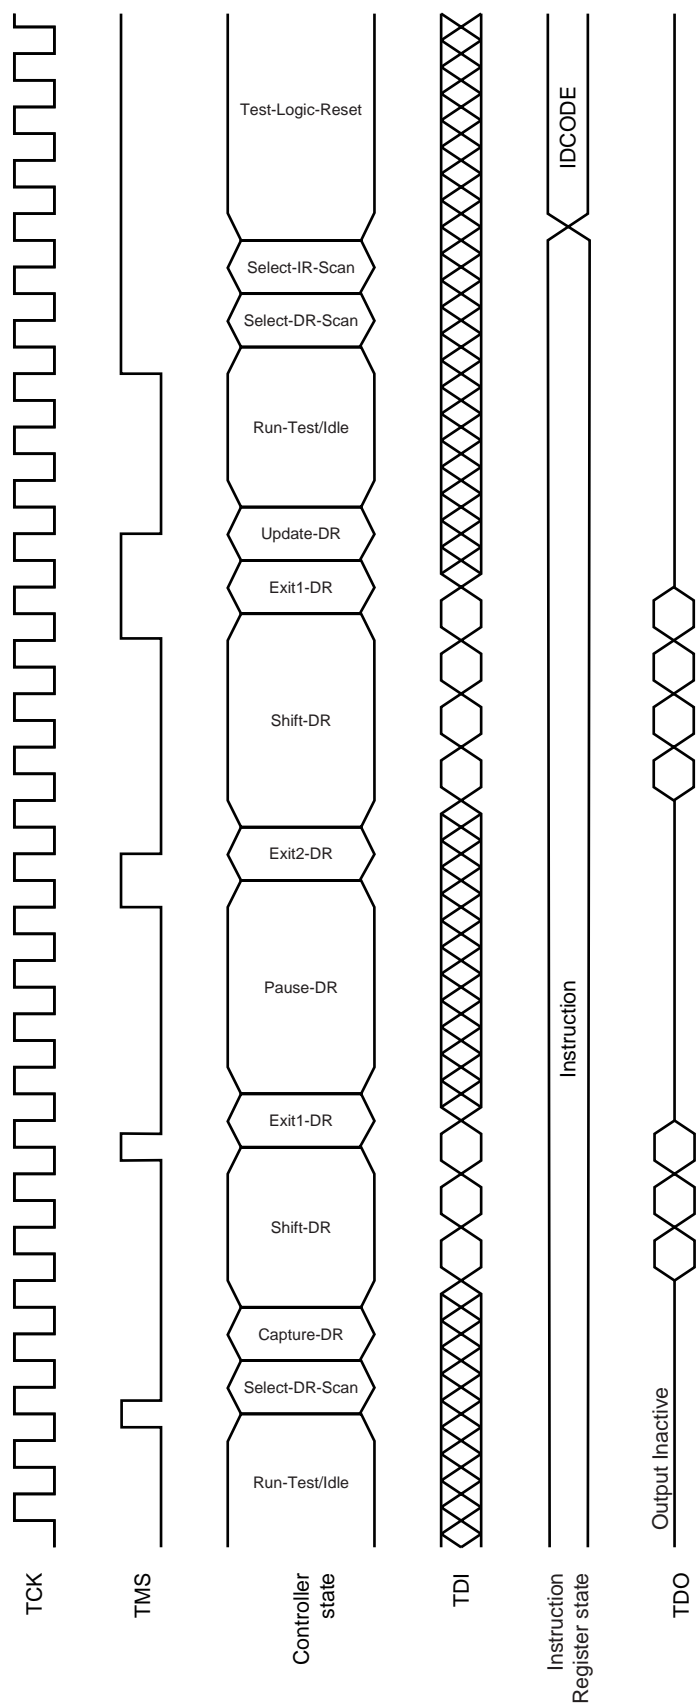 TCK
TMS
Controller
state
Run-Test/Idle
Select-DR-Scan
Capture-DR
Shift-DR
Exit1-DR
Pause-DR
Exit2-DR
Shift-DR
Exit1-DR
Update-DR
Run-Test/Idle
Select-DR-Scan
Select-IR-Scan
Test-Logic-Reset
TDI
Instruction
Register state
Instruction
IDCODE
TDO
Output Inactive